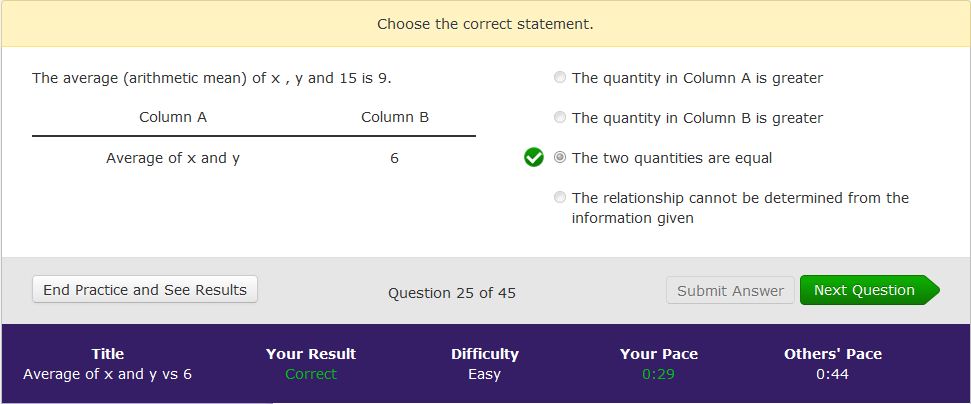 Choose the correct statement.
The average (arithmetic mean) of x , y and 15 is 9.
Column A Column B
Average of x and y 6
The quantity in Column A is greater
The quantity in Column B is greater
The two quantities are equal
The relationship cannot be determined from the
information given
End Practice and See Results
Question 25 of 45
Submit Answer
Next Question
Title Your Result Difficulty Your Pace Others' Pace
Average of x and y vs 6 Correct Easy 0:29 0:44